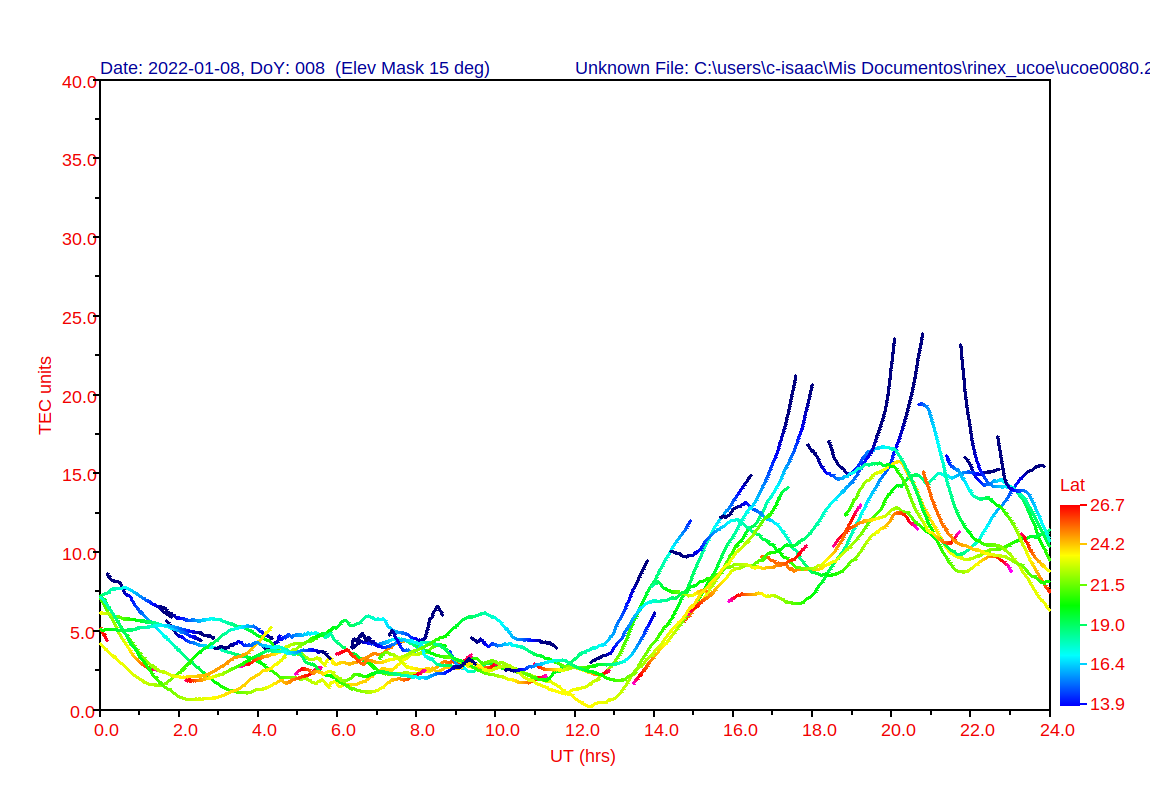 Date: 2022-01-08, DoY: 008  (Elev Mask 15 deg)
Unknown File: C:\users\c-isaac\Mis Documentos\rinex_ucoe\ucoe0080.2
40.0
35.0
30.0
25.0
20.0
15.0
10.0
5.0
0.0
TEC units
0.0 2.0 4.0 6.0 8.0 10.0 12.0 14.0 16.0 18.0 20.0 22.0 24.0
UT (hrs)
Lat
26.7
24.2
21.5
19.0
16.4
13.9